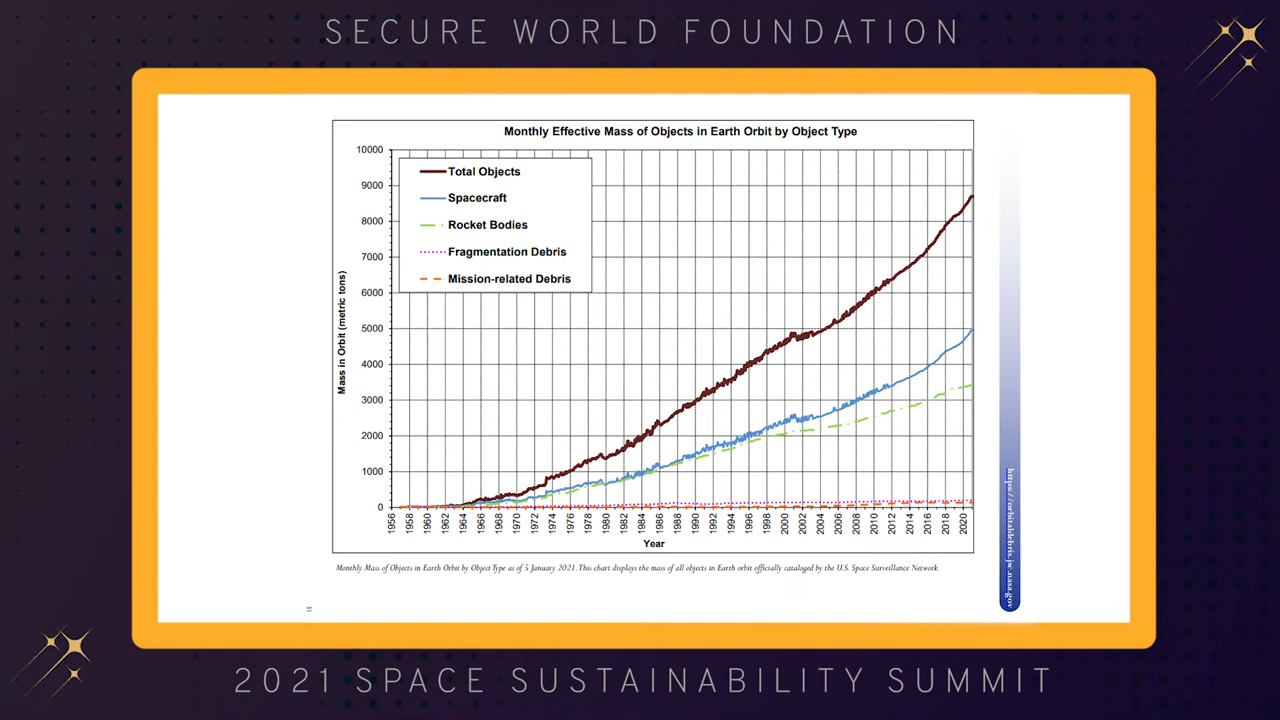 SECURE WORLD FOUNDATION
Monthly Effective Mass of Objects in Earth Orbit by Object Type
10000
9000
8000
7000
6000
5000
4000
3000
2000
1000
0
Mass in Orbit (metric tons)
Total Objects
Spacecraft
Rocket Bodies
Fragmentation Debris
Mission-related Debris
1956 1958 1960 1962 1964 1966 1968 1970 1972 1974 1976 1978 1980 1982 1984 1986 1988 1990 1992 1994 1996 1998 2000 2002 2004 2006 2008 2010 2012 2014 2016 2018 2020
Year
Monthly Mass of Objects in Earth Orbit by Object Type as of 5 January 2021. This chart displays the mass of all objects in Earth orbit officially cataloged by the U.S. Space Surveillance Network.
https://orbitaldebris.jsc.nasa.gov
11
2021 SPACE SUSTAINABILITY SUMMIT